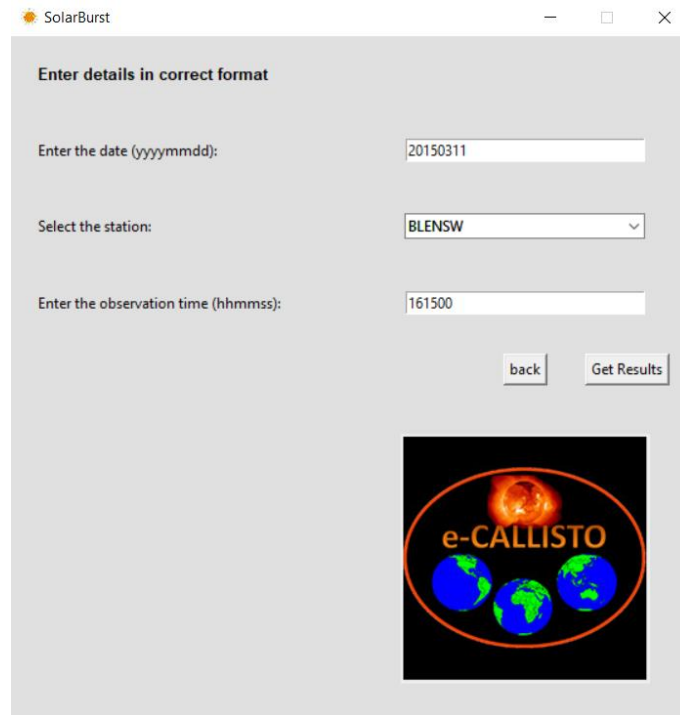 SolarBurst
Enter details in correct format
Enter the date (yyyymmdd):
20150311
Select the station:
BLENSW
Enter the observation time (hhmmss):
161500
back
Get Results
e-CALLISTO